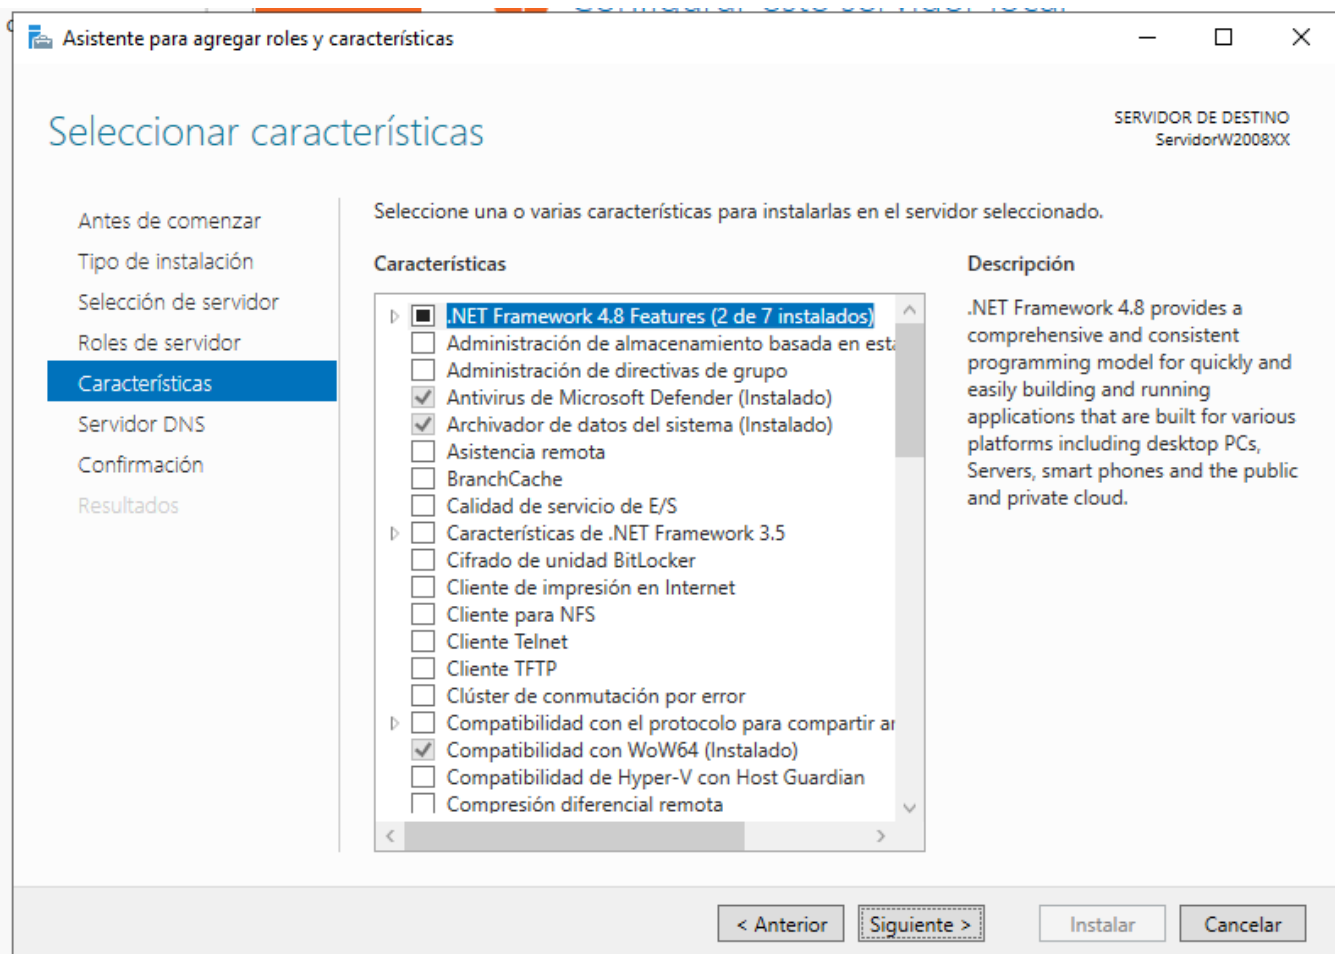 Asistente para agregar roles y características
Seleccionar características
SERVIDOR DE DESTINO
ServidorW2008XX
Antes de comenzar
Tipo de instalación
Selección de servidor
Roles de servidor
Características
Servidor DNS
Confirmación
Resultados
Seleccione una o varias características para instalarlas en el servidor seleccionado.
Características
.NET Framework 4.8 Features (2 de 7 instalados)
Administración de almacenamiento basada en está
Administración de directivas de grupo
Antivirus de Microsoft Defender (Instalado)
Archivador de datos del sistema (Instalado)
Asistencia remota
BranchCache
Calidad de servicio de E/S
Características de .NET Framework 3.5
Cifrado de unidad BitLocker
Cliente de impresión en Internet
Cliente para NFS
Cliente Telnet
Cliente TFTP
Clúster de conmutación por error
Compatibilidad con el protocolo para compartir ar
Compatibilidad con WoW64 (Instalado)
Compatibilidad de Hyper-V con Host Guardian
Compresión diferencial remota
Descripción
.NET Framework 4.8 provides a
comprehensive and consistent
programming model for quickly and
easily building and running
applications that are built for various
platforms including desktop PCs,
Servers, smart phones and the public
and private cloud.
< Anterior
Siguiente >
Instalar
Cancelar